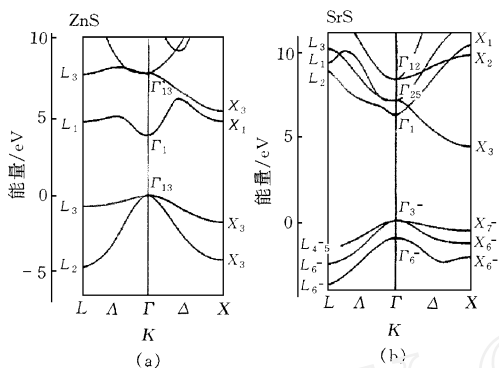 ZnS
10
5
0
−5
能量/eV
L₃
L₁
L₃
L₂
Γ₁₃
Γ₁
Γ₁₃
X₃
X₁
X₃
X₃
L Λ Γ Δ X
K
(a)
SrS
10
5
0
能量/eV
L₃
L₁
L₂
L₄⁻₅
L₆⁻
L₆⁻
Γ₁₂
Γ₂₅
Γ₁
Γ₃⁻
Γ₆⁻
X₁
X₂
X₃
X₇⁻
X₆⁻
X₆⁻
L Λ Γ Δ X
K
(b)